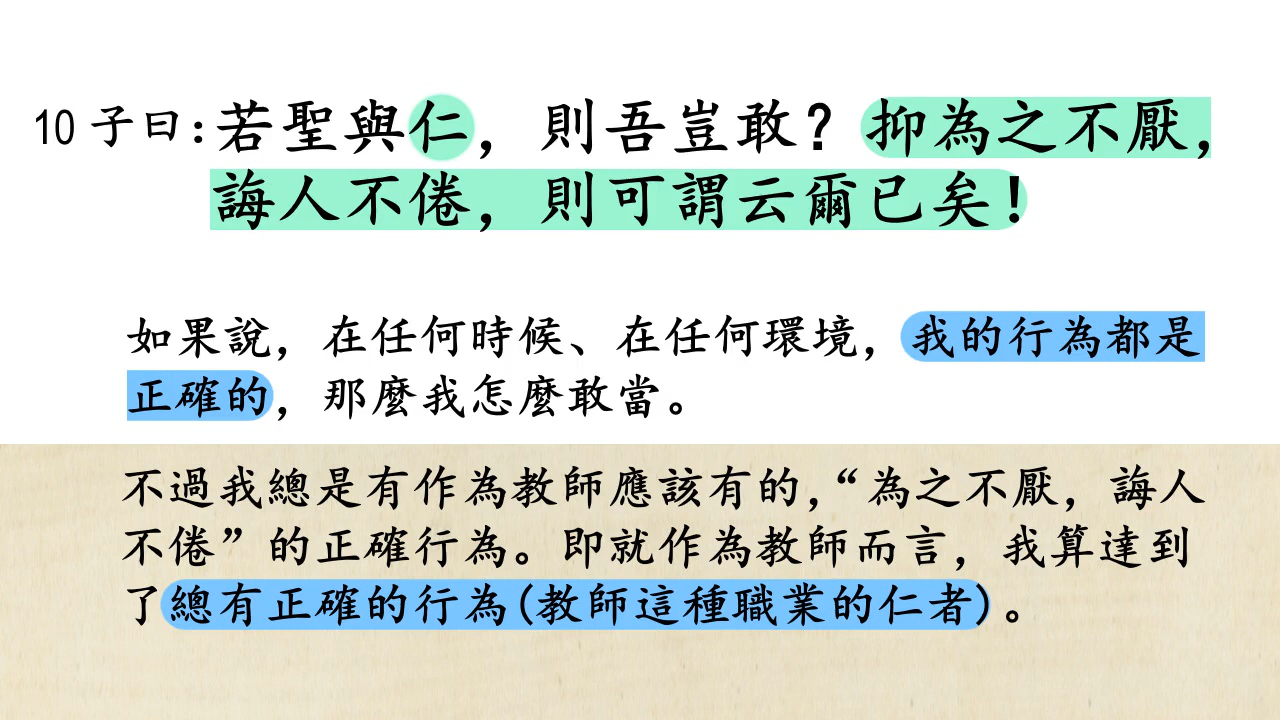 10 子曰:若聖與仁，則吾豈敢？抑為之不厭，
誨人不倦，則可謂云爾已矣！
如果說，在任何時候、在任何環境，我的行為都是
正確的，那麼我怎麼敢當。
不過我總是有作為教師應該有的，“為之不厭，誨人
不倦”的正確行為。即就作為教師而言，我算達到
了總有正確的行為(教師這種職業的仁者)。